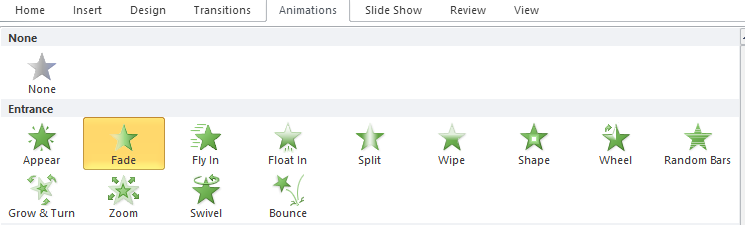 Home Insert Design Transitions Animations Slide Show Review View
None
None
Entrance
Appear Fade Fly In Float In Split Wipe Shape Wheel Random Bars
Grow & Turn Zoom Swivel Bounce